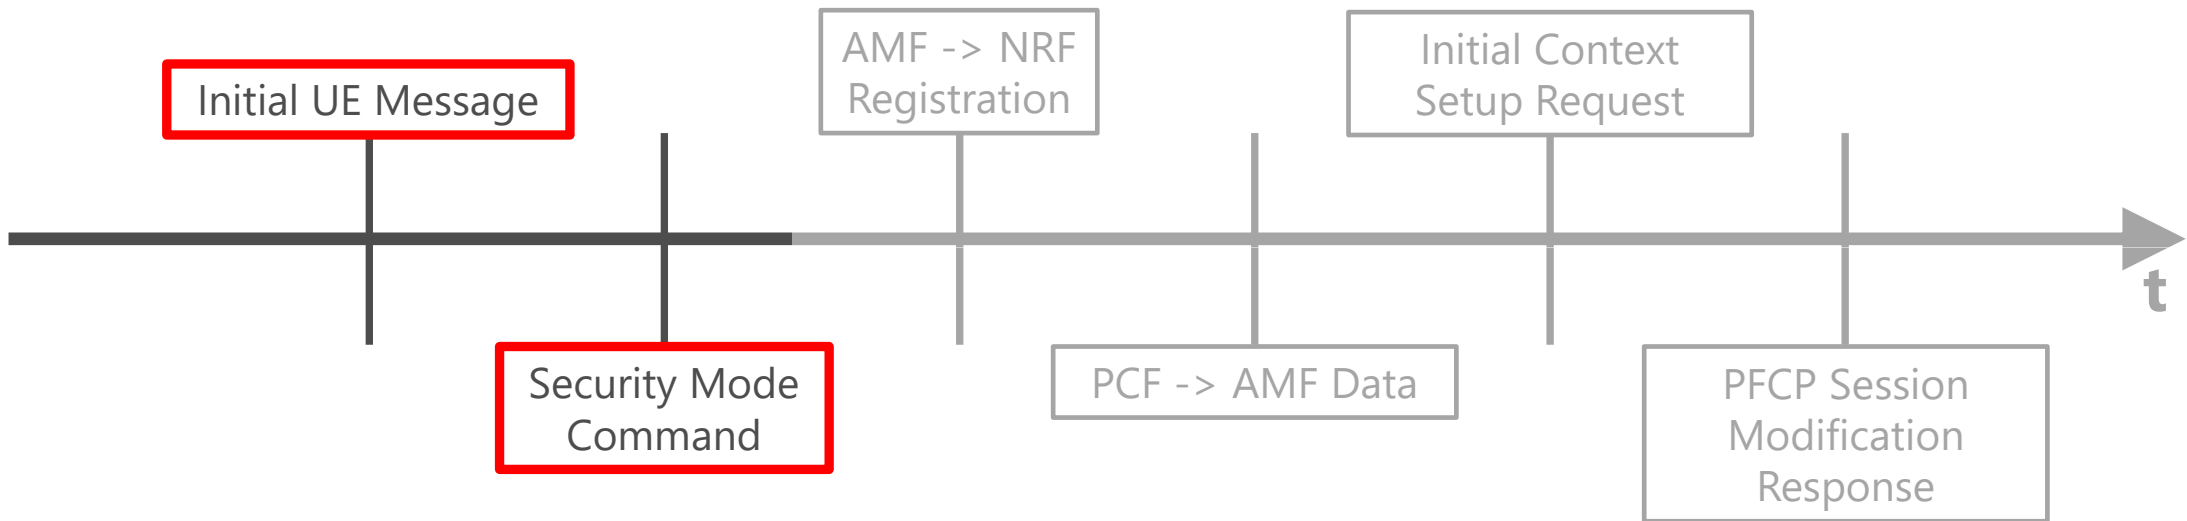 Initial UE Message
Security Mode
Command
AMF -> NRF
Registration
PCF -> AMF Data
Initial Context
Setup Request
PFCP Session
Modification
Response
t